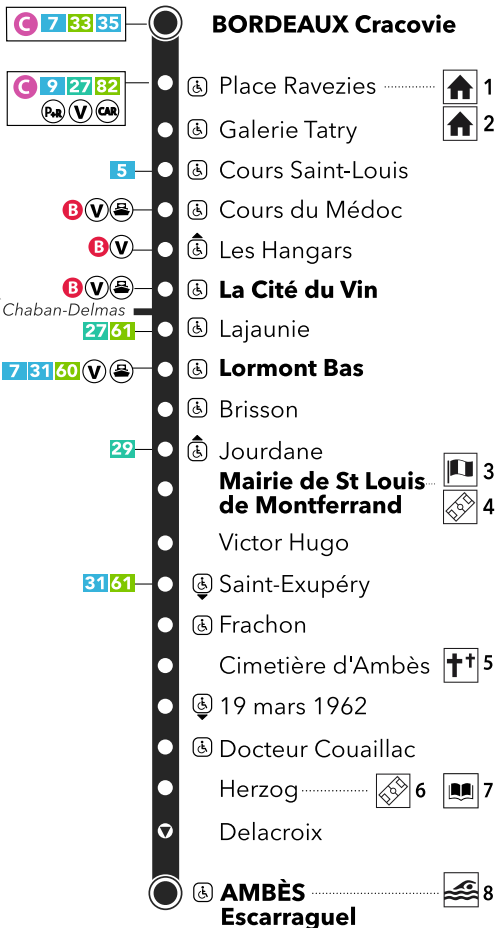 C 7 33 35 BORDEAUX Cracovie
C 9 27 82 Place Ravezies 1
P+R V CAR
Galerie Tatry 2
5 Cours Saint-Louis
B V Cours du Médoc
B V Les Hangars
B V La Cité du Vin
Chaban-Delmas
27 61 Lajaunie
7 31 60 V Lormont Bas
Brisson
29 Jourdane
Mairie de St Louis 3
de Montferrand 4
Victor Hugo
31 61 Saint-Exupéry
Frachon
Cimetière d'Ambès 5
19 mars 1962
Docteur Couaillac
Herzog 6 7
Delacroix
AMBÈS 8
Escarraguel